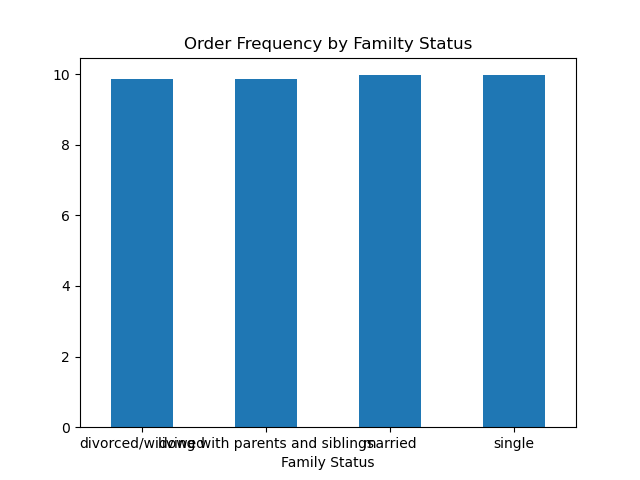 Order Frequency by Familty Status
10
8
6
4
2
0
divorced/widowed living with parents and siblings married single
Family Status